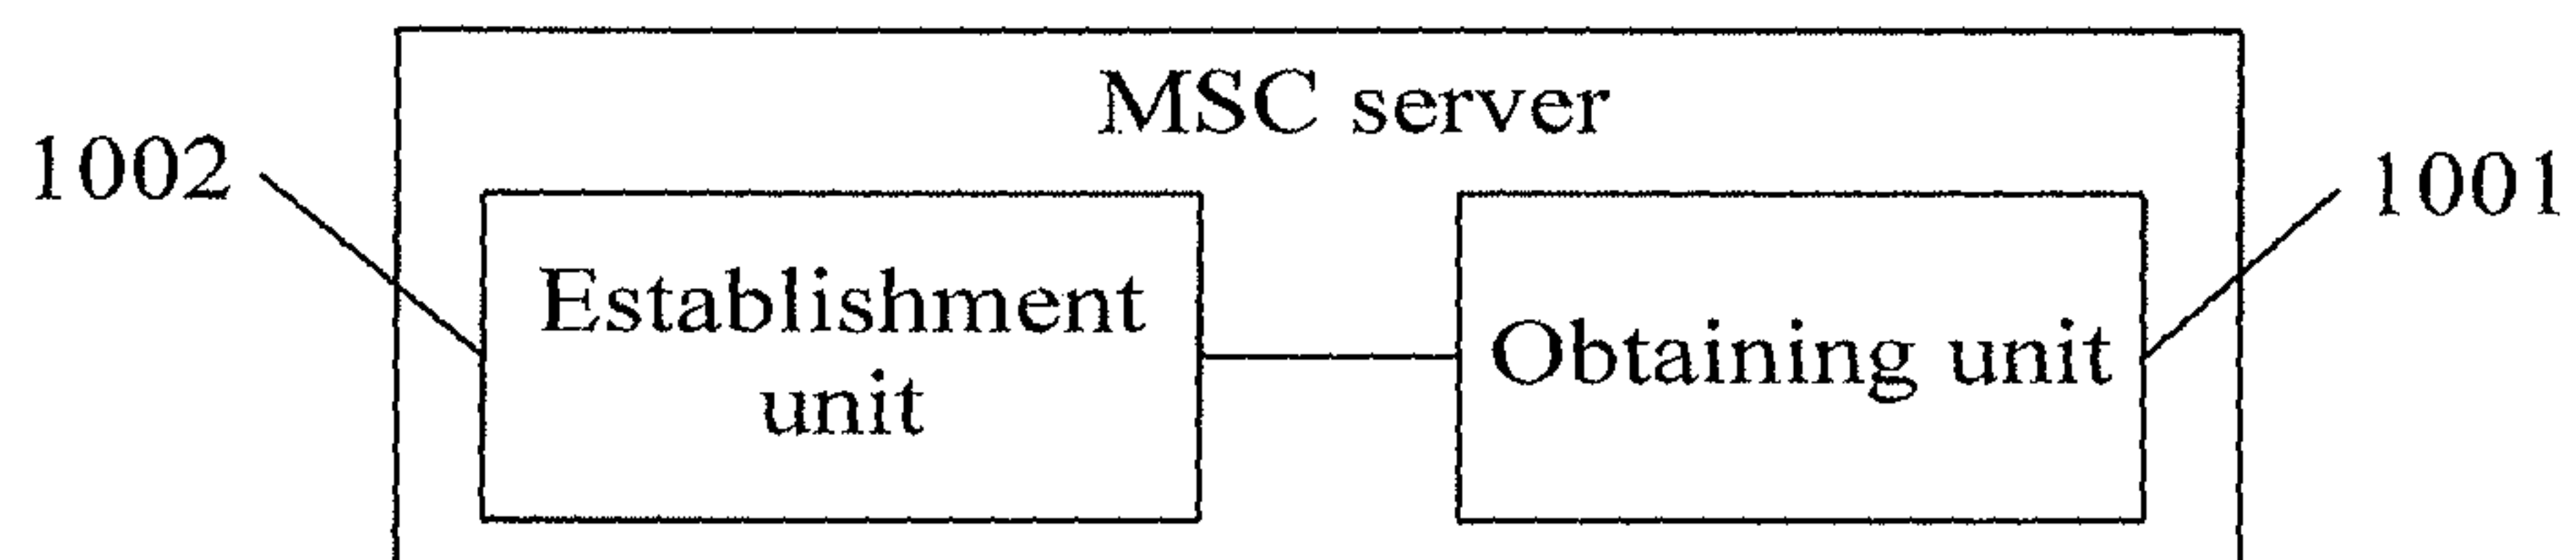 MSC server
1002
1001
Establishment
unit
Obtaining unit